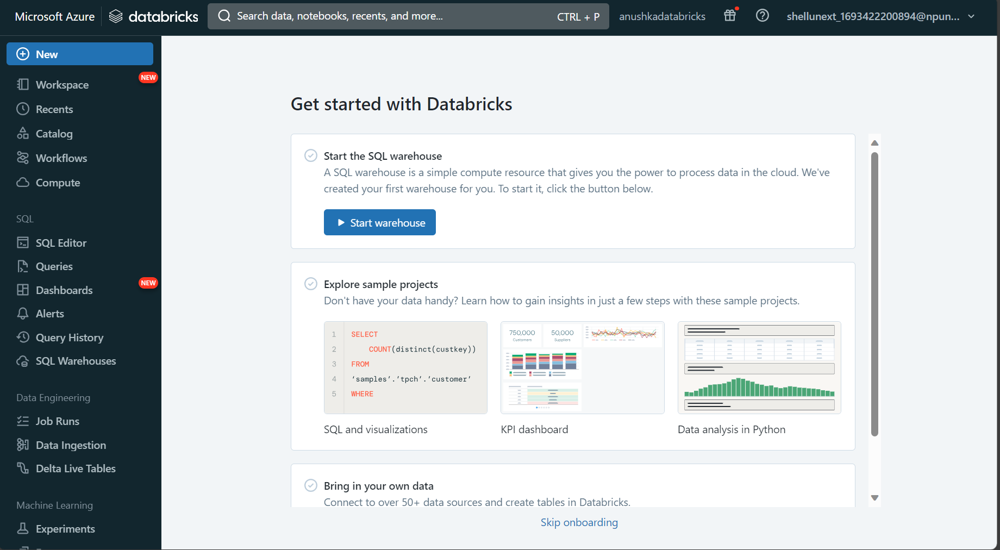 Microsoft Azure
databricks
Search data, notebooks, recents, and more...
CTRL + P
anushkadatabricks
shellunext_1693422200894@npun...
New
Workspace
NEW
Recents
Catalog
Workflows
Compute
SQL
SQL Editor
Queries
Dashboards
NEW
Alerts
Query History
SQL Warehouses
Data Engineering
Job Runs
Data Ingestion
Delta Live Tables
Machine Learning
Experiments
Get started with Databricks
Start the SQL warehouse
A SQL warehouse is a simple compute resource that gives you the power to process data in the cloud. We've
created your first warehouse for you. To start it, click the button below.
Start warehouse
Explore sample projects
Don't have your data handy? Learn how to gain insights in just a few steps with these sample projects.
1 SELECT
2 COUNT(distinct(custkey))
3 FROM
4 ‘samples’.’tpch’.’customer’
5 WHERE
SQL and visualizations
750,000
Customers
50,000
Suppliers
KPI dashboard
Data analysis in Python
Bring in your own data
Connect to over 50+ data sources and create tables in Databricks.
Skip onboarding